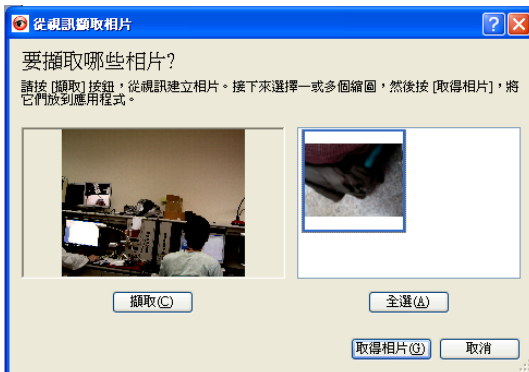 從視訊擷取相片
要擷取哪些相片?
請按 [擷取] 按鈕，從視訊建立相片。接下來選擇一或多個縮圖，然後按 [取得相片]，將
它們放到應用程式。
擷取(C)
全選(A)
取得相片(G)
取消